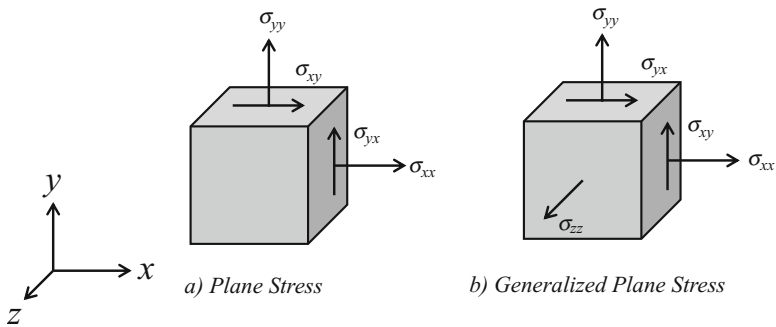 σyy
σxy
σyx
σxx
a) Plane Stress
σyy
σyx
σxy
σxx
σzz
b) Generalized Plane Stress
y
x
z